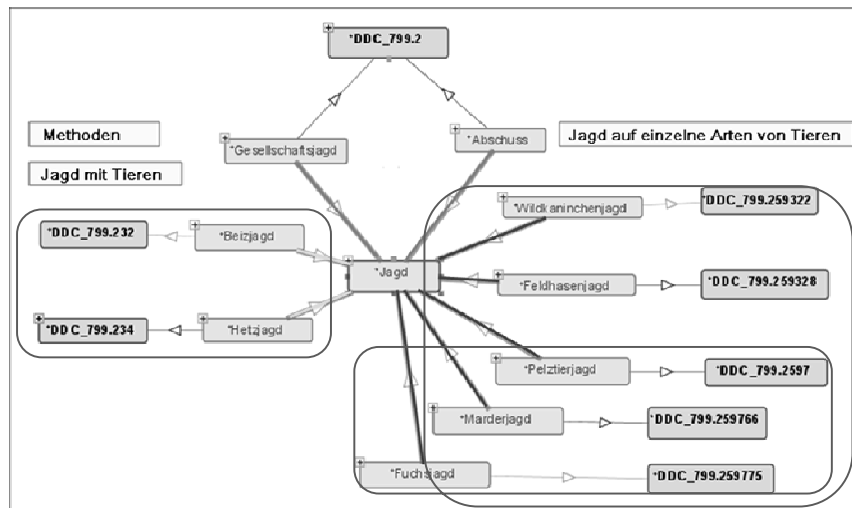 *DDC_799.2
Methoden
*Gesellschaftsjagd
*Abschuss
Jagd auf einzelne Arten von Tieren
Jagd mit Tieren
*Wildkaninchenjagd
*DDC_799.259322
*DDC_799.232
*Beizjagd
*Jagd
*Feldhasenjagd
*DDC_799.259328
*DDC_799.234
*Hetzjagd
*Pelztierjagd
*DDC_799.2597
*Marderjagd
*DDC_799.259766
*Fuchsjagd
*DDC_799.259775